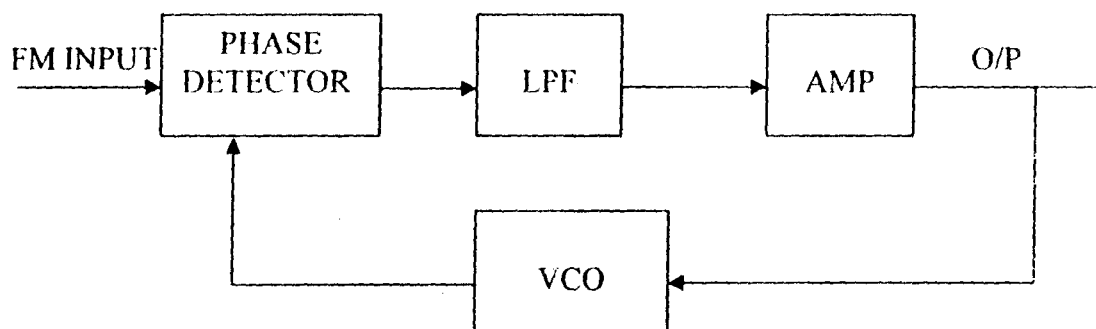 FM INPUT
PHASE
DETECTOR
LPF
AMP
O/P
VCO